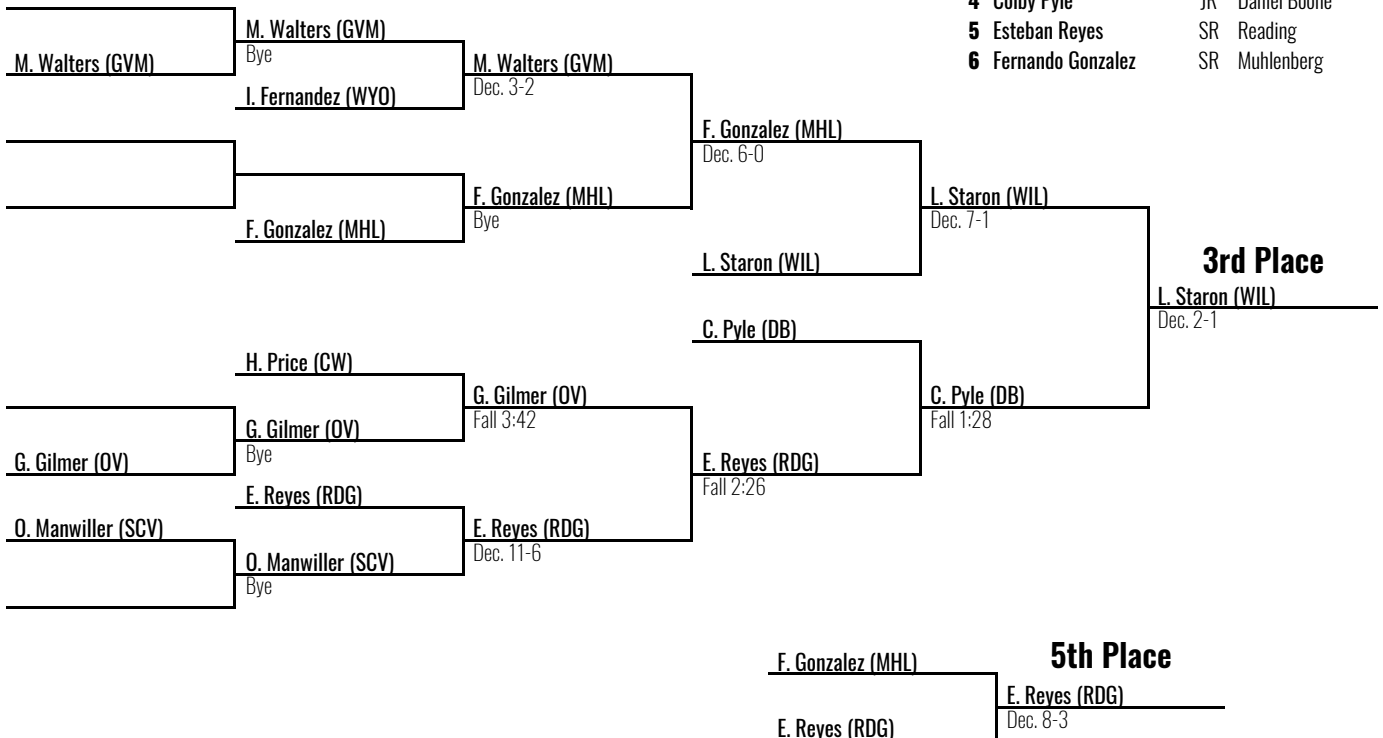 4 Colby Pyle JR Daniel Boone
5 Esteban Reyes SR Reading
6 Fernando Gonzalez SR Muhlenberg
M. Walters (GVM)
M. Walters (GVM)
Bye
I. Fernandez (WYO)
M. Walters (GVM)
Dec. 3-2
F. Gonzalez (MHL)
F. Gonzalez (MHL)
Bye
F. Gonzalez (MHL)
Dec. 6-0
L. Staron (WIL)
L. Staron (WIL)
Dec. 7-1
3rd Place
L. Staron (WIL)
Dec. 2-1
C. Pyle (DB)
C. Pyle (DB)
Fall 1:28
H. Price (CW)
G. Gilmer (OV)
Fall 3:42
G. Gilmer (OV)
Bye
G. Gilmer (OV)
E. Reyes (RDG)
Fall 2:26
E. Reyes (RDG)
O. Manwiller (SCV)
E. Reyes (RDG)
Dec. 11-6
O. Manwiller (SCV)
Bye
5th Place
F. Gonzalez (MHL)
E. Reyes (RDG)
Dec. 8-3
E. Reyes (RDG)